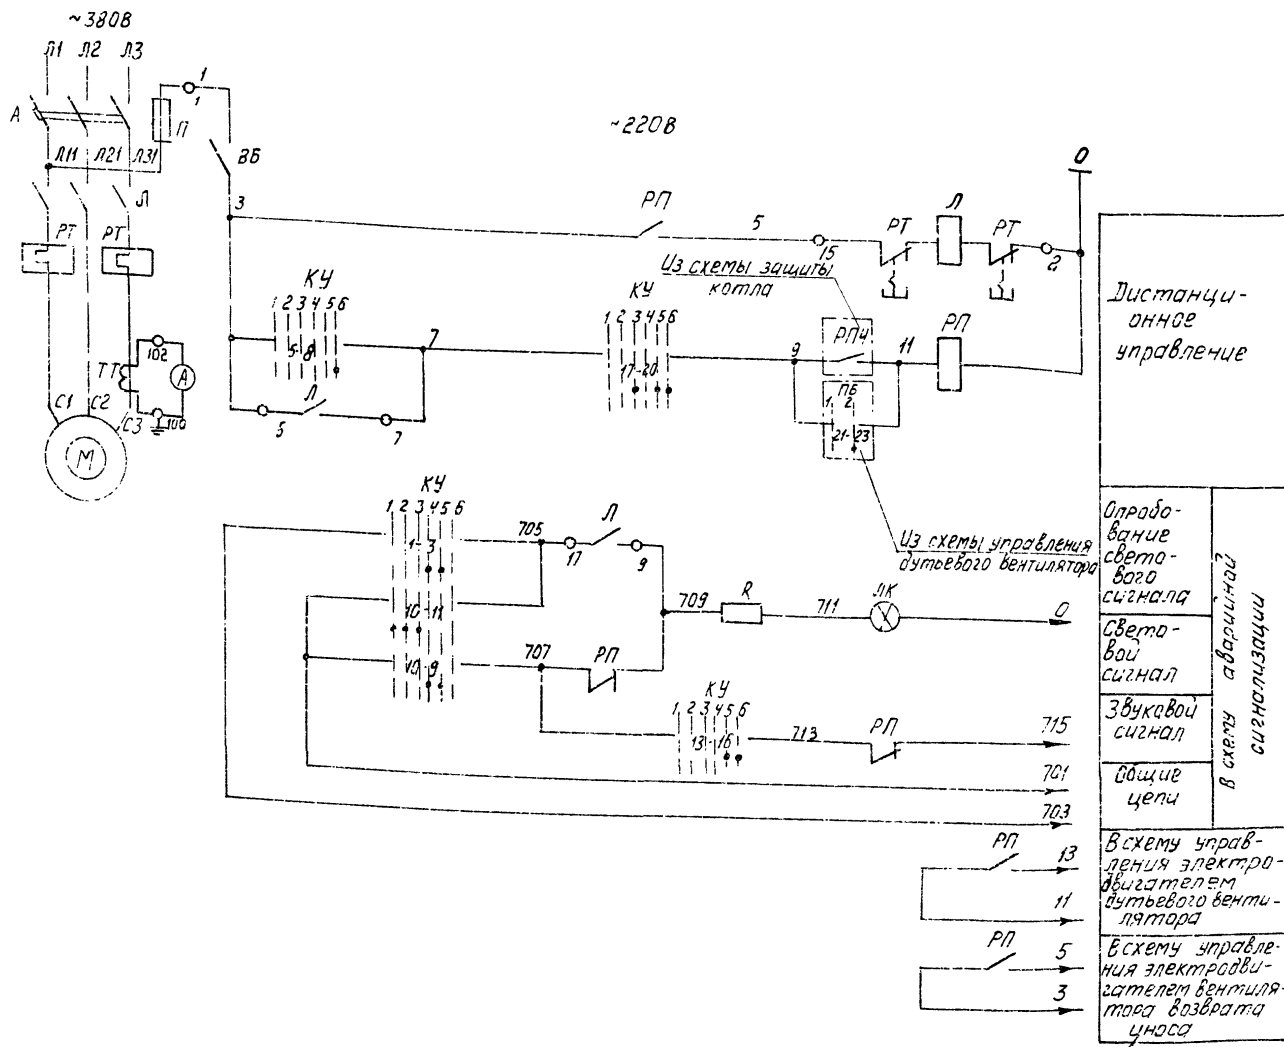 ~380В
Л1 Л2 Л3
А
П
1
1
ВБ
~220В
0
Л11 Л21 Л31
Л
3
РП
5
15
РТ
Л
РТ
2
РТ РТ
Из схемы защиты
котла
КУ
1 2 3 4 5 6
5-8
7
КУ
1 2 3 4 5 6
17-20
9
РП4
11
РП
102
ТТ
А
100
С1 С2 С3
М
Л
5
7
ПБ
1 2
21-23
Дистанци-
онное
управление
КУ
1 2 3 4 5 6
1-3
705
17
Л
9
Из схемы управления
дутьевого вентилятора
10-11
709
R
711
ЛК
0
10-9
707
РП
КУ
1 2 3 4 5 6
13-16
713
РП
715
701
703
Опробо-
вание
свето-
вого
сигнала
Свето-
вой
сигнал
Звуковой
сигнал
Общие
цепи
В схему аварийной
сигнализации
РП
13
11
В схему управ-
ления электро-
двигателем
дутьевого венти-
лятора
РП
5
3
В схему управле-
ния электродви-
гателем вентиля-
тора возврата
уноса